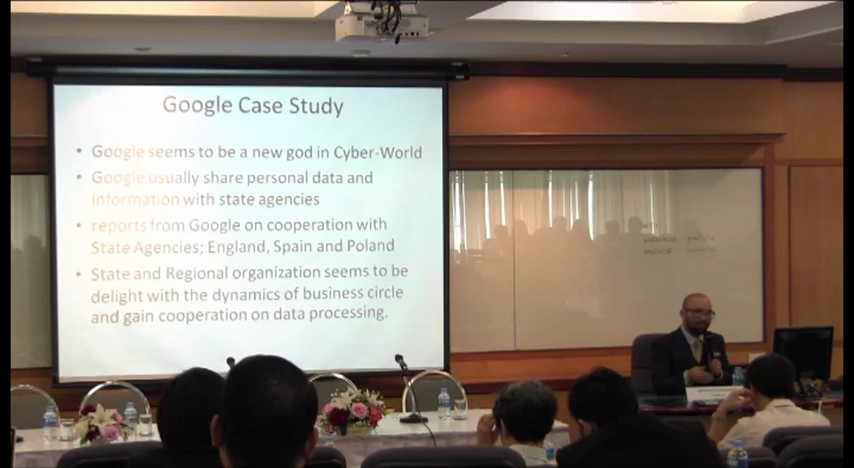 Google Case Study
• Google seems to be a new god in Cyber-World
• Google usually share personal data and
information with state agencies
• reports from Google on cooperation with
State Agencies; England, Spain and Poland
• State and Regional organization seems to be
delight with the dynamics of business circle
and gain cooperation on data processing.